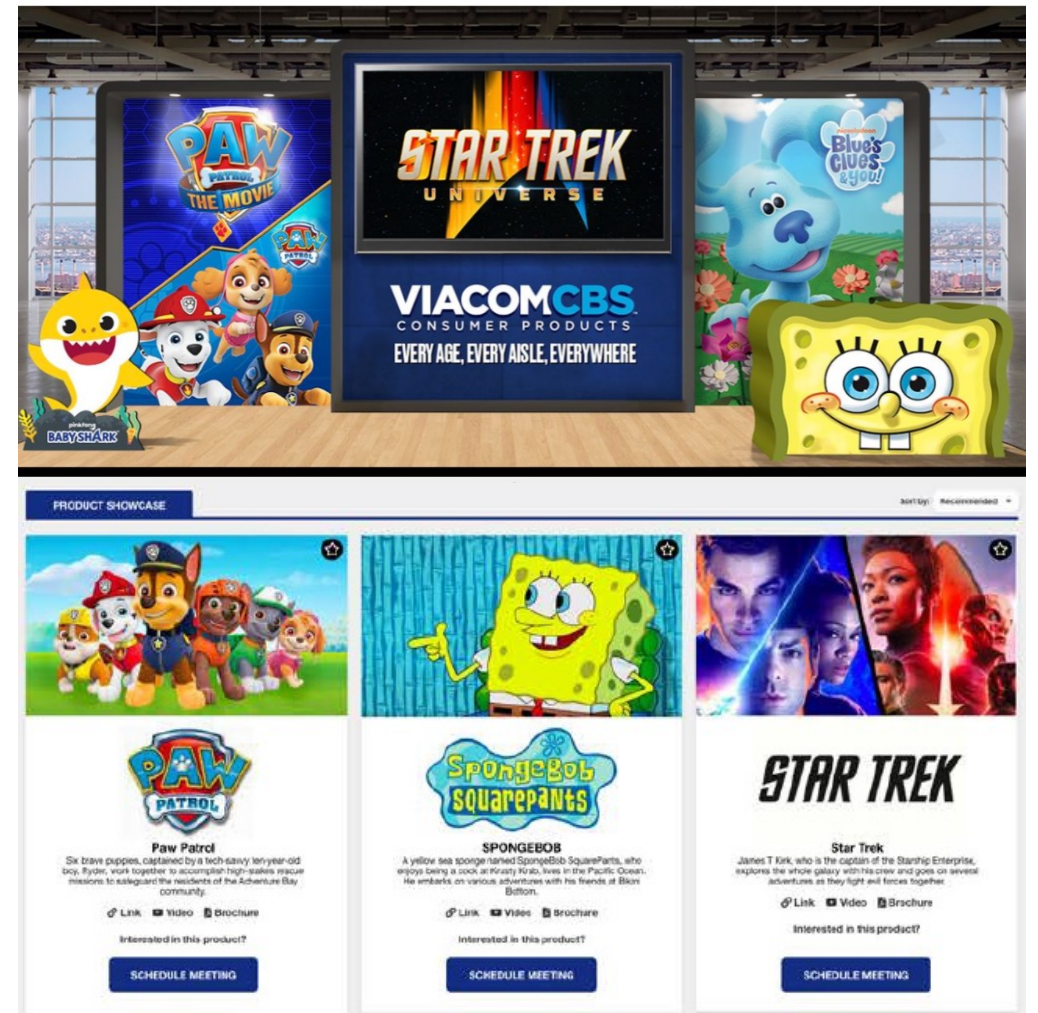 PAW
PATROL
THE MOVIE
PAW
PATROL
STAR TREK
UNIVERSE
nickelodeon
Blue's
Clues
& YOU!
VIACOMCBS
CONSUMER PRODUCTS
EVERY AGE, EVERY AISLE, EVERYWHERE
pinkfong
BABY SHARK
PRODUCT SHOWCASE
Sort by: Recommended
PAW
PATROL
SpongeBob
SQUAREPANTS
STAR TREK
Paw Patrol
Six brave puppies, captained by a tech-savvy ten-year-old
boy, Ryder, work together to accomplish high-stakes rescue
missions to safeguard the residents of the Adventure Bay
community.
Link Video Brochure
Interested in this product?
SCHEDULE MEETING
SPONGEBOB
A yellow sea sponge named SpongeBob SquarePants, who
enjoys being a cook at Krusty Krab, lives in the Pacific Ocean.
He embarks on various adventures with his friends at Bikini
Bottom.
Link Video Brochure
Interested in this product?
SCHEDULE MEETING
Star Trek
James T Kirk, who is the captain of the Starship Enterprise,
explores the whole galaxy with his crew and goes on several
adventures as they fight evil forces together.
Link Video Brochure
Interested in this product?
SCHEDULE MEETING